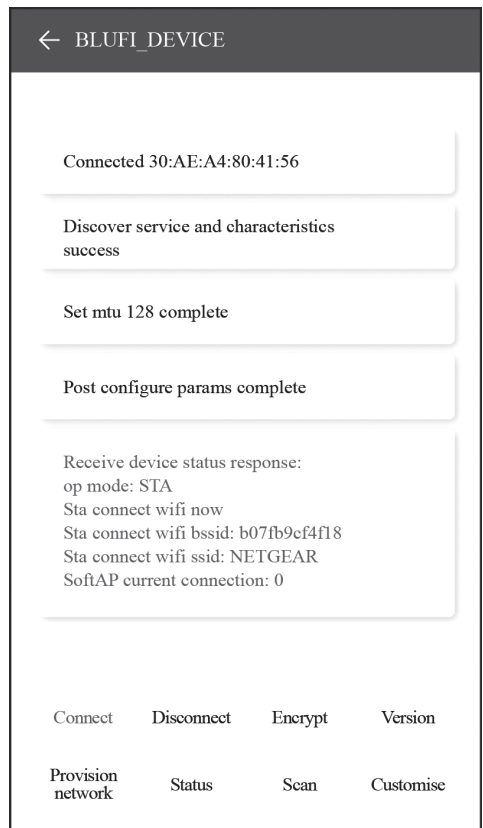 ← BLUFI_DEVICE
Connected 30:AE:A4:80:41:56
Discover service and characteristics
success
Set mtu 128 complete
Post configure params complete
Receive device status response:
op mode: STA
Sta connect wifi now
Sta connect wifi bssid: b07fb9cf4f18
Sta connect wifi ssid: NETGEAR
SoftAP current connection: 0
Connect Disconnect Encrypt Version
Provision
network Status Scan Customise